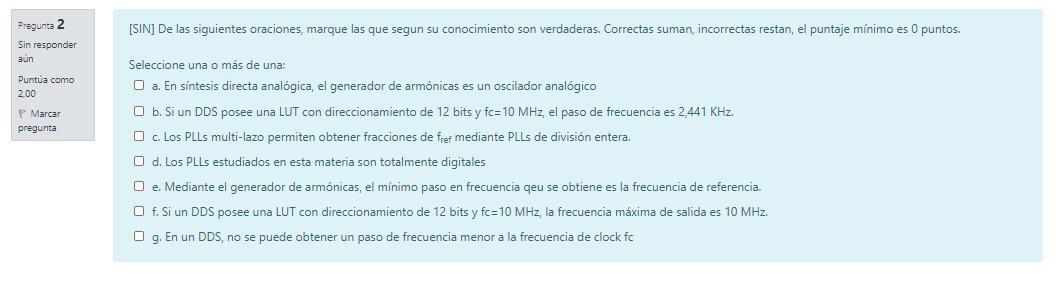 Pregunta 2
Sin responder
aún
Puntúa como
2,00
Marcar
pregunta
[SIN] De las siguientes oraciones, marque las que segun su conocimiento son verdaderas. Correctas suman, incorrectas restan, el puntaje mínimo es 0 puntos.
Seleccione una o más de una:
a. En síntesis directa analógica, el generador de armónicas es un oscilador analógico
b. Si un DDS posee una LUT con direccionamiento de 12 bits y fc=10 MHz, el paso de frecuencia es 2,441 KHz.
c. Los PLLs multi-lazo permiten obtener fracciones de fref mediante PLLs de división entera.
d. Los PLLs estudiados en esta materia son totalmente digitales
e. Mediante el generador de armónicas, el mínimo paso en frecuencia qeu se obtiene es la frecuencia de referencia.
f. Si un DDS posee una LUT con direccionamiento de 12 bits y fc=10 MHz, la frecuencia máxima de salida es 10 MHz.
g. En un DDS, no se puede obtener un paso de frecuencia menor a la frecuencia de clock fc